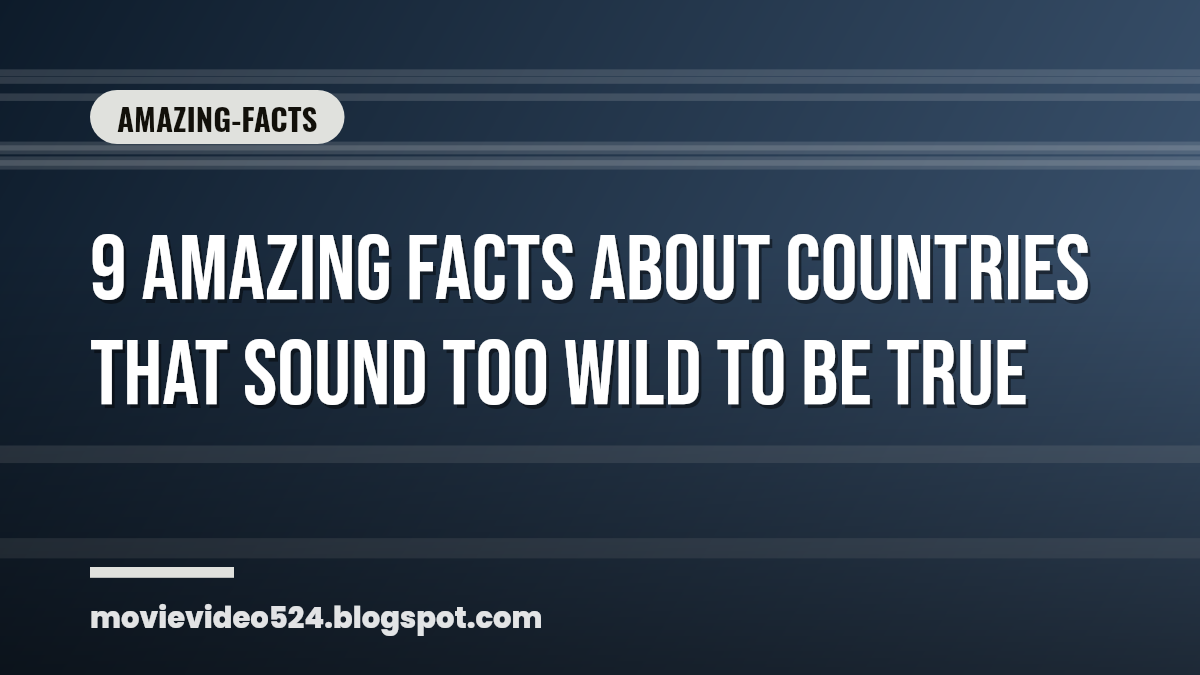 AMAZING-FACTS
9 AMAZING FACTS ABOUT COUNTRIES
THAT SOUND TOO WILD TO BE TRUE
movievideo524.blogspot.com